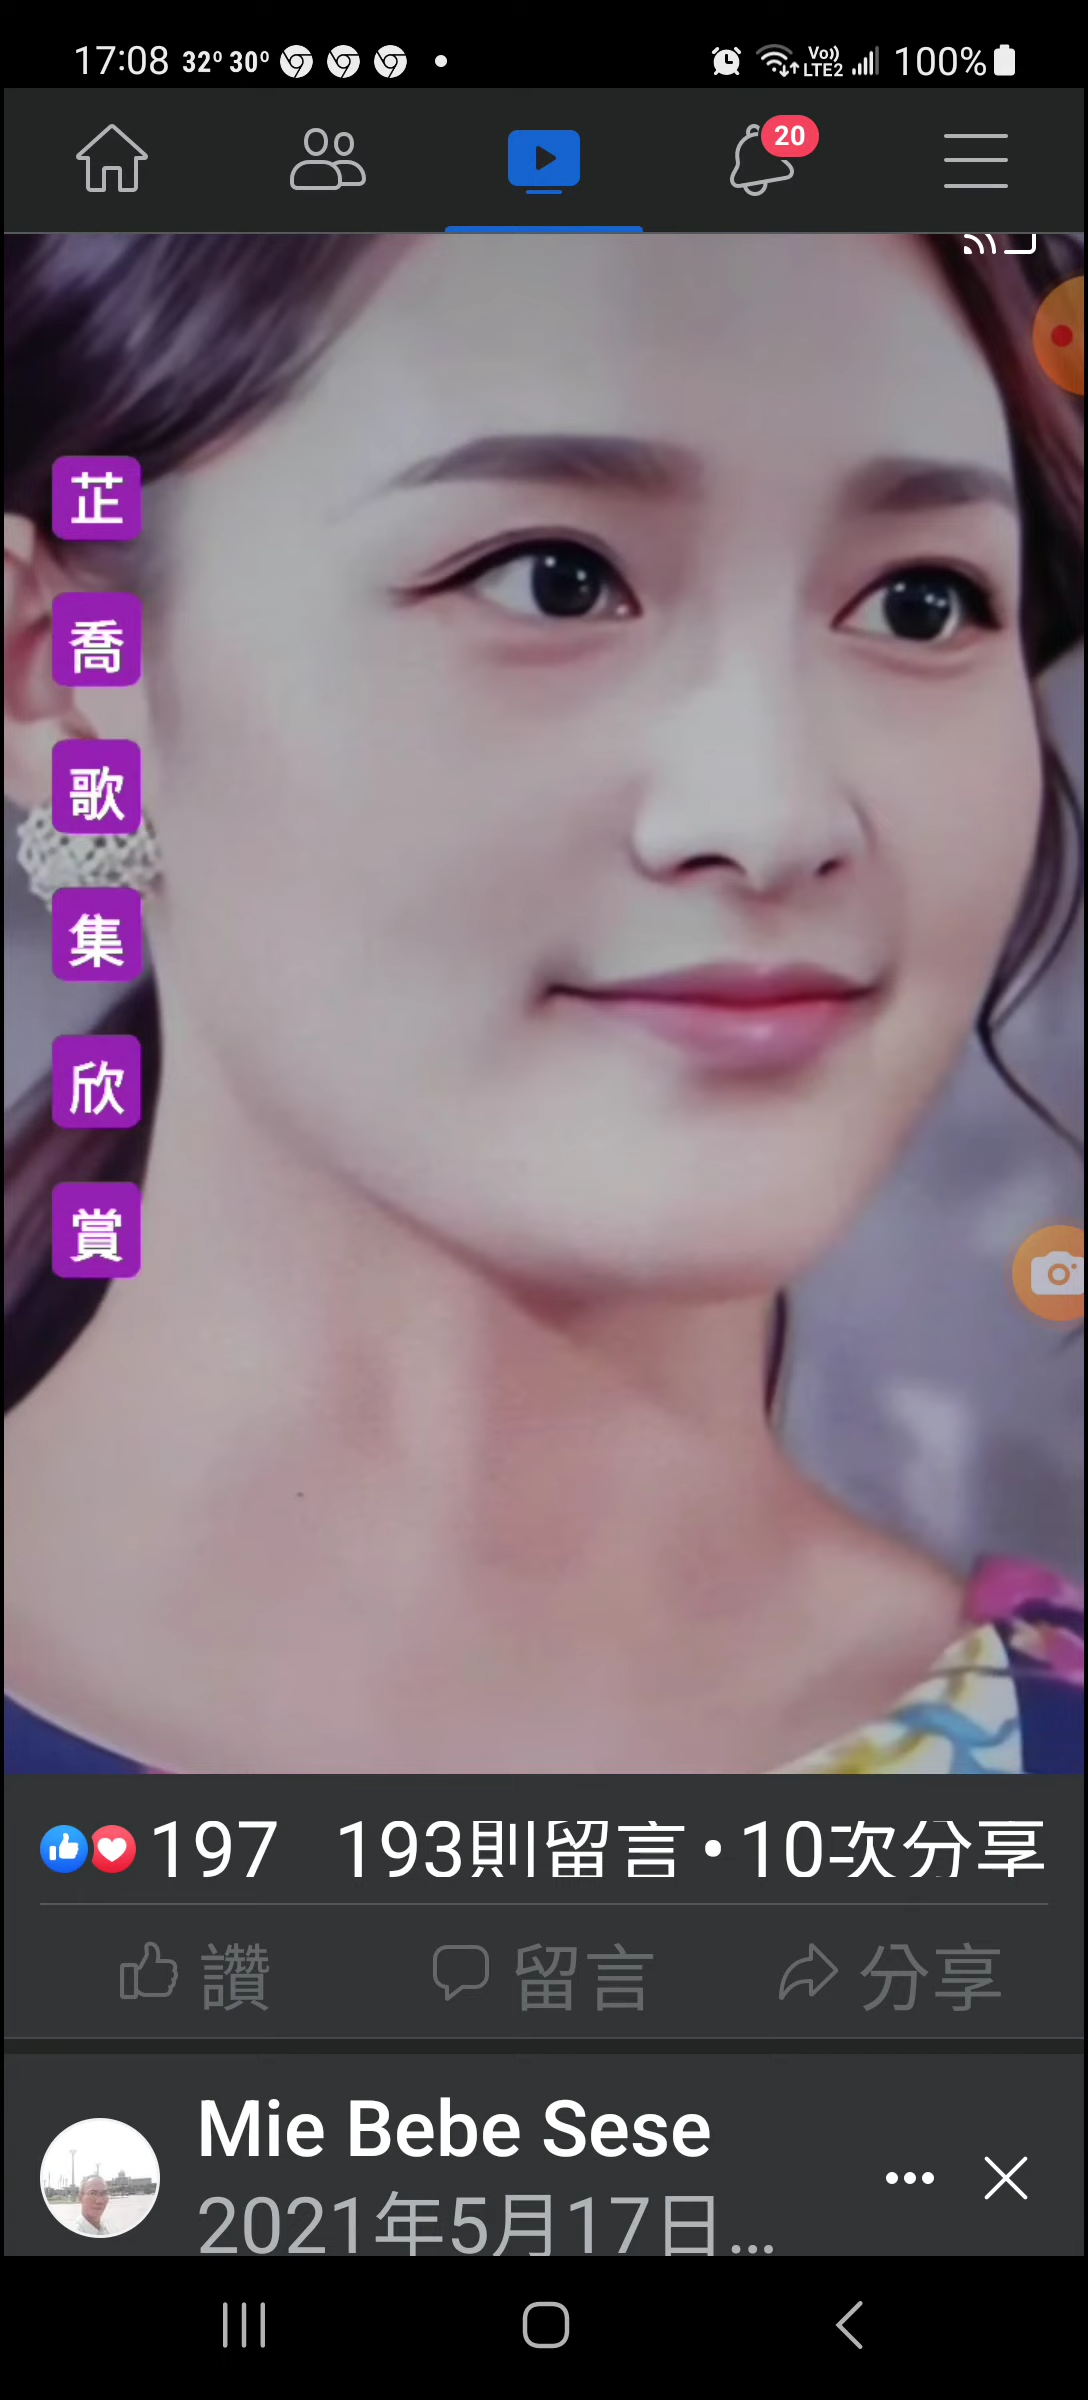 17:08 32° 30° Vo)) LTE2 100%
20
芷
喬
歌
集
欣
賞
197 193則留言 • 10次分享
讚 留言 分享
Mie Bebe Sese
2021年5月17日...